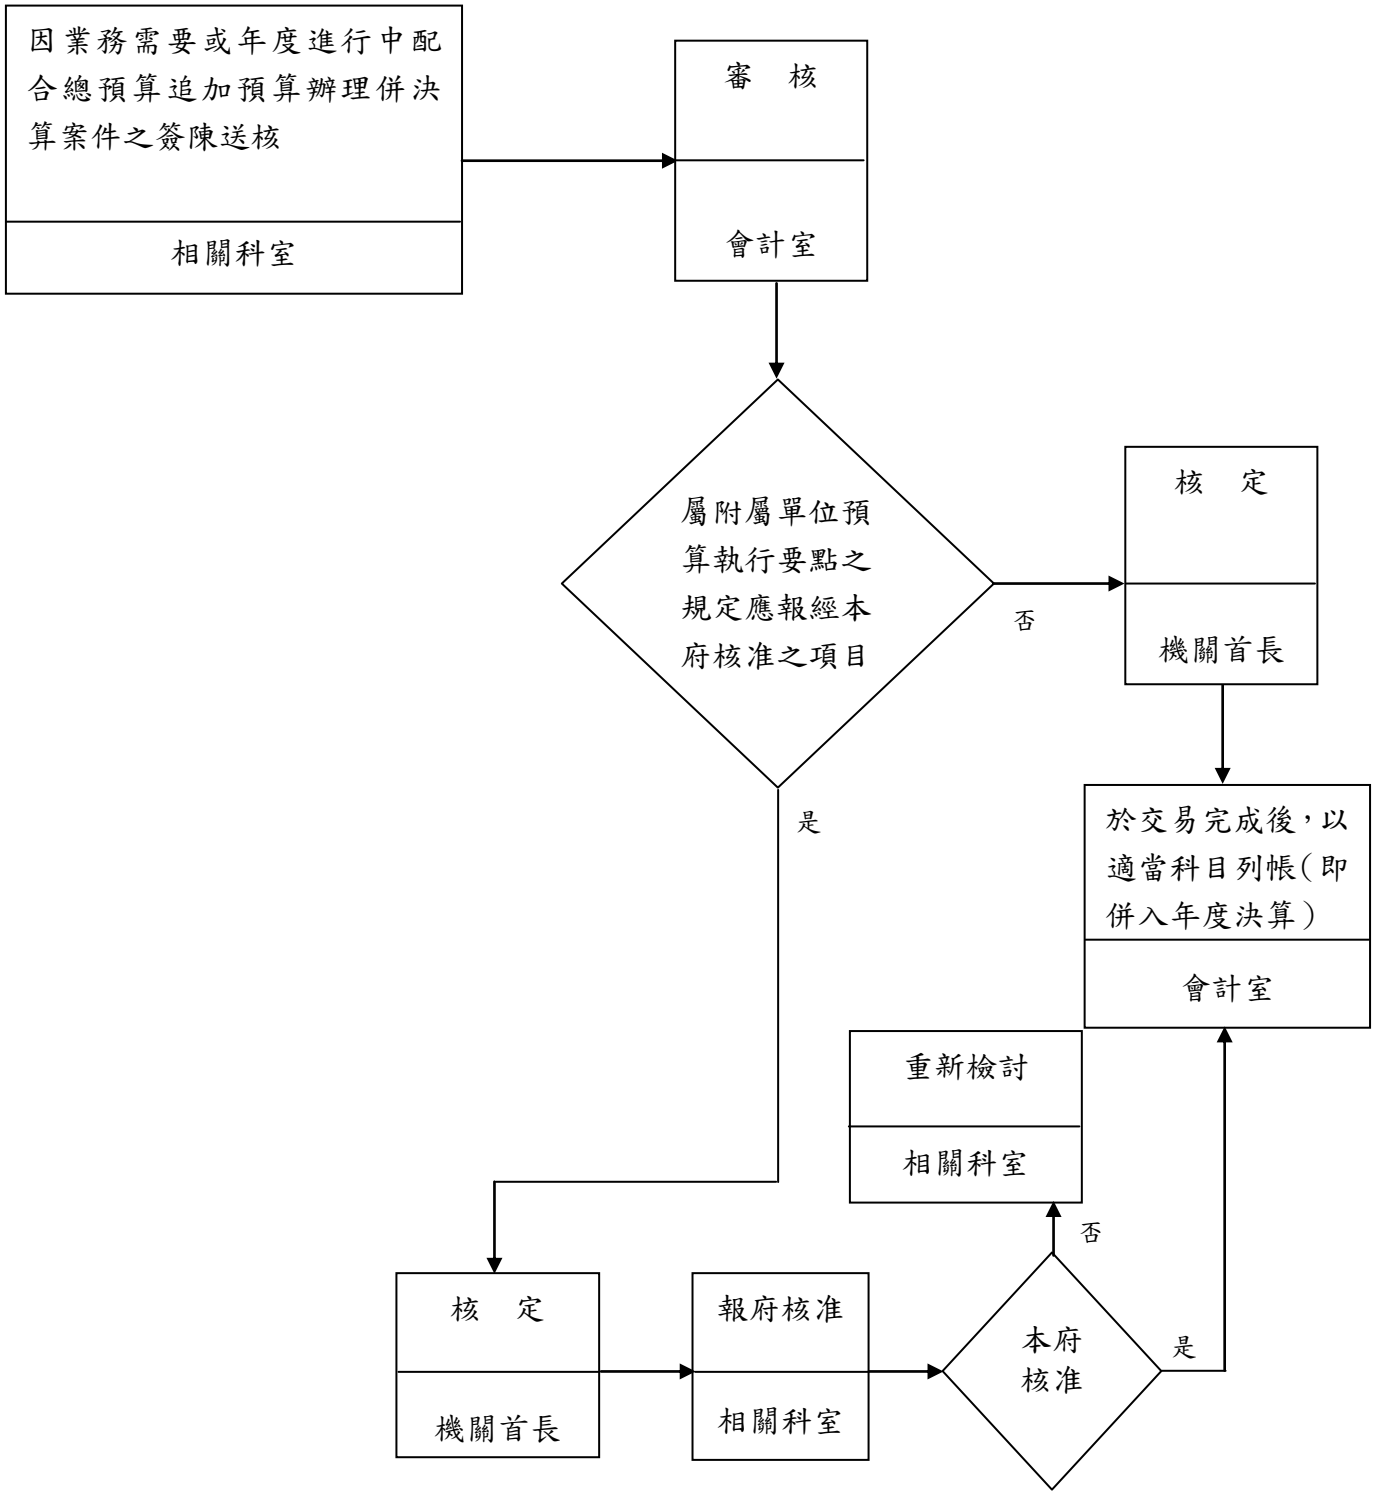 因業務需要或年度進行中配
合總預算追加預算辦理併決
算案件之簽陳送核
相關科室
審　核
會計室
屬附屬單位預
算執行要點之
規定應報經本
府核准之項目
否
核　定
機關首長
是
於交易完成後，以
適當科目列帳（即
併入年度決算）
會計室
重新檢討
相關科室
否
核　定
機關首長
報府核准
相關科室
本府
核准
是